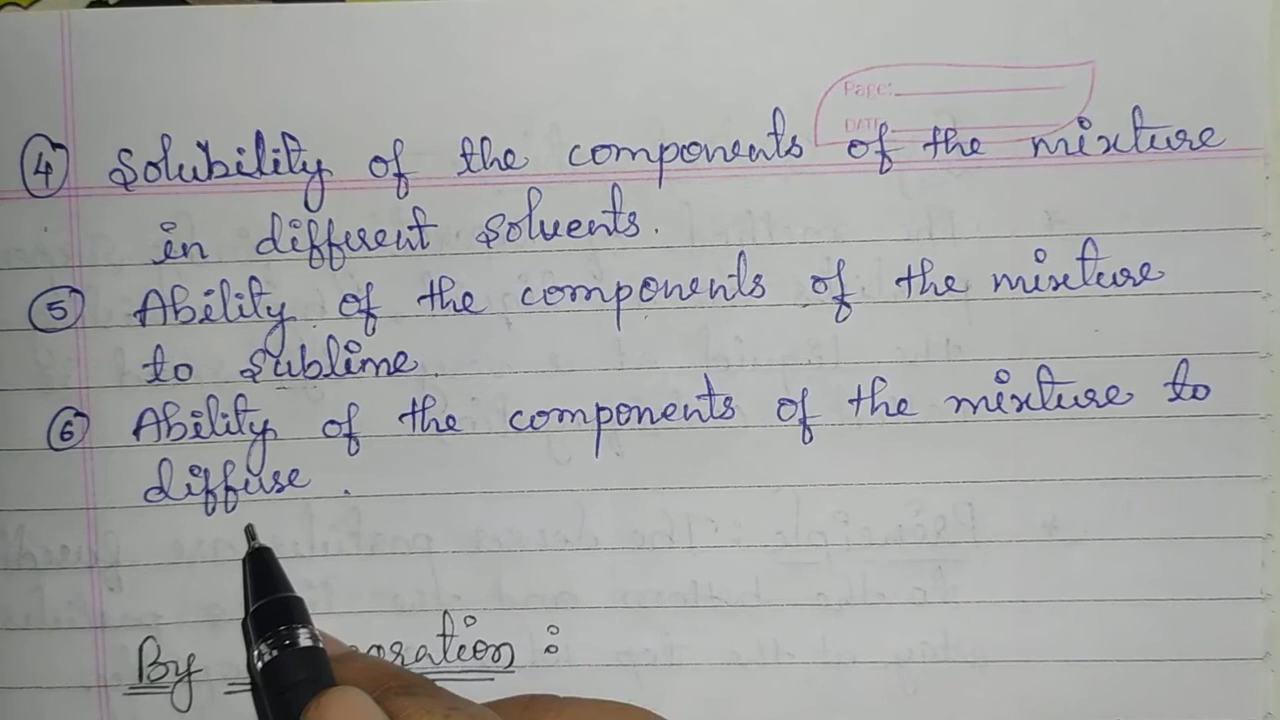 Page:
DATE
④ Solubility of the components of the mixture
in different solvents.
⑤ Ability of the components of the mixture
to sublime.
⑥ Ability of the components of the mixture to
diffuse.
By